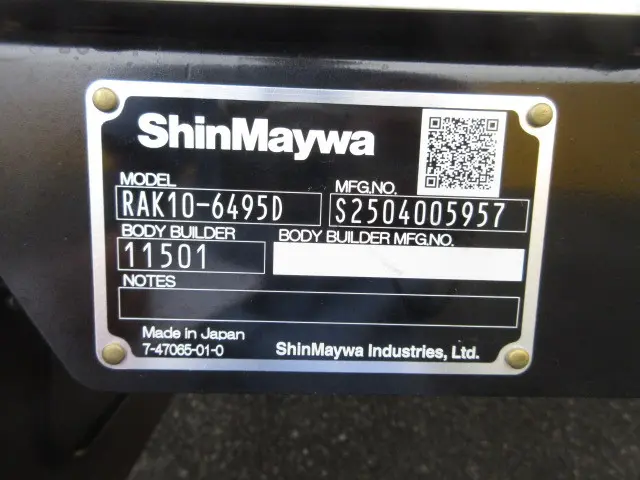 ShinMaywa
MODEL MFG.NO.
RAK10-6495D S2504005957
BODY BUILDER BODY BUILDER MFG.NO.
11501
NOTES
Made in Japan
7-47065-01-0 ShinMaywa Industries, Ltd.